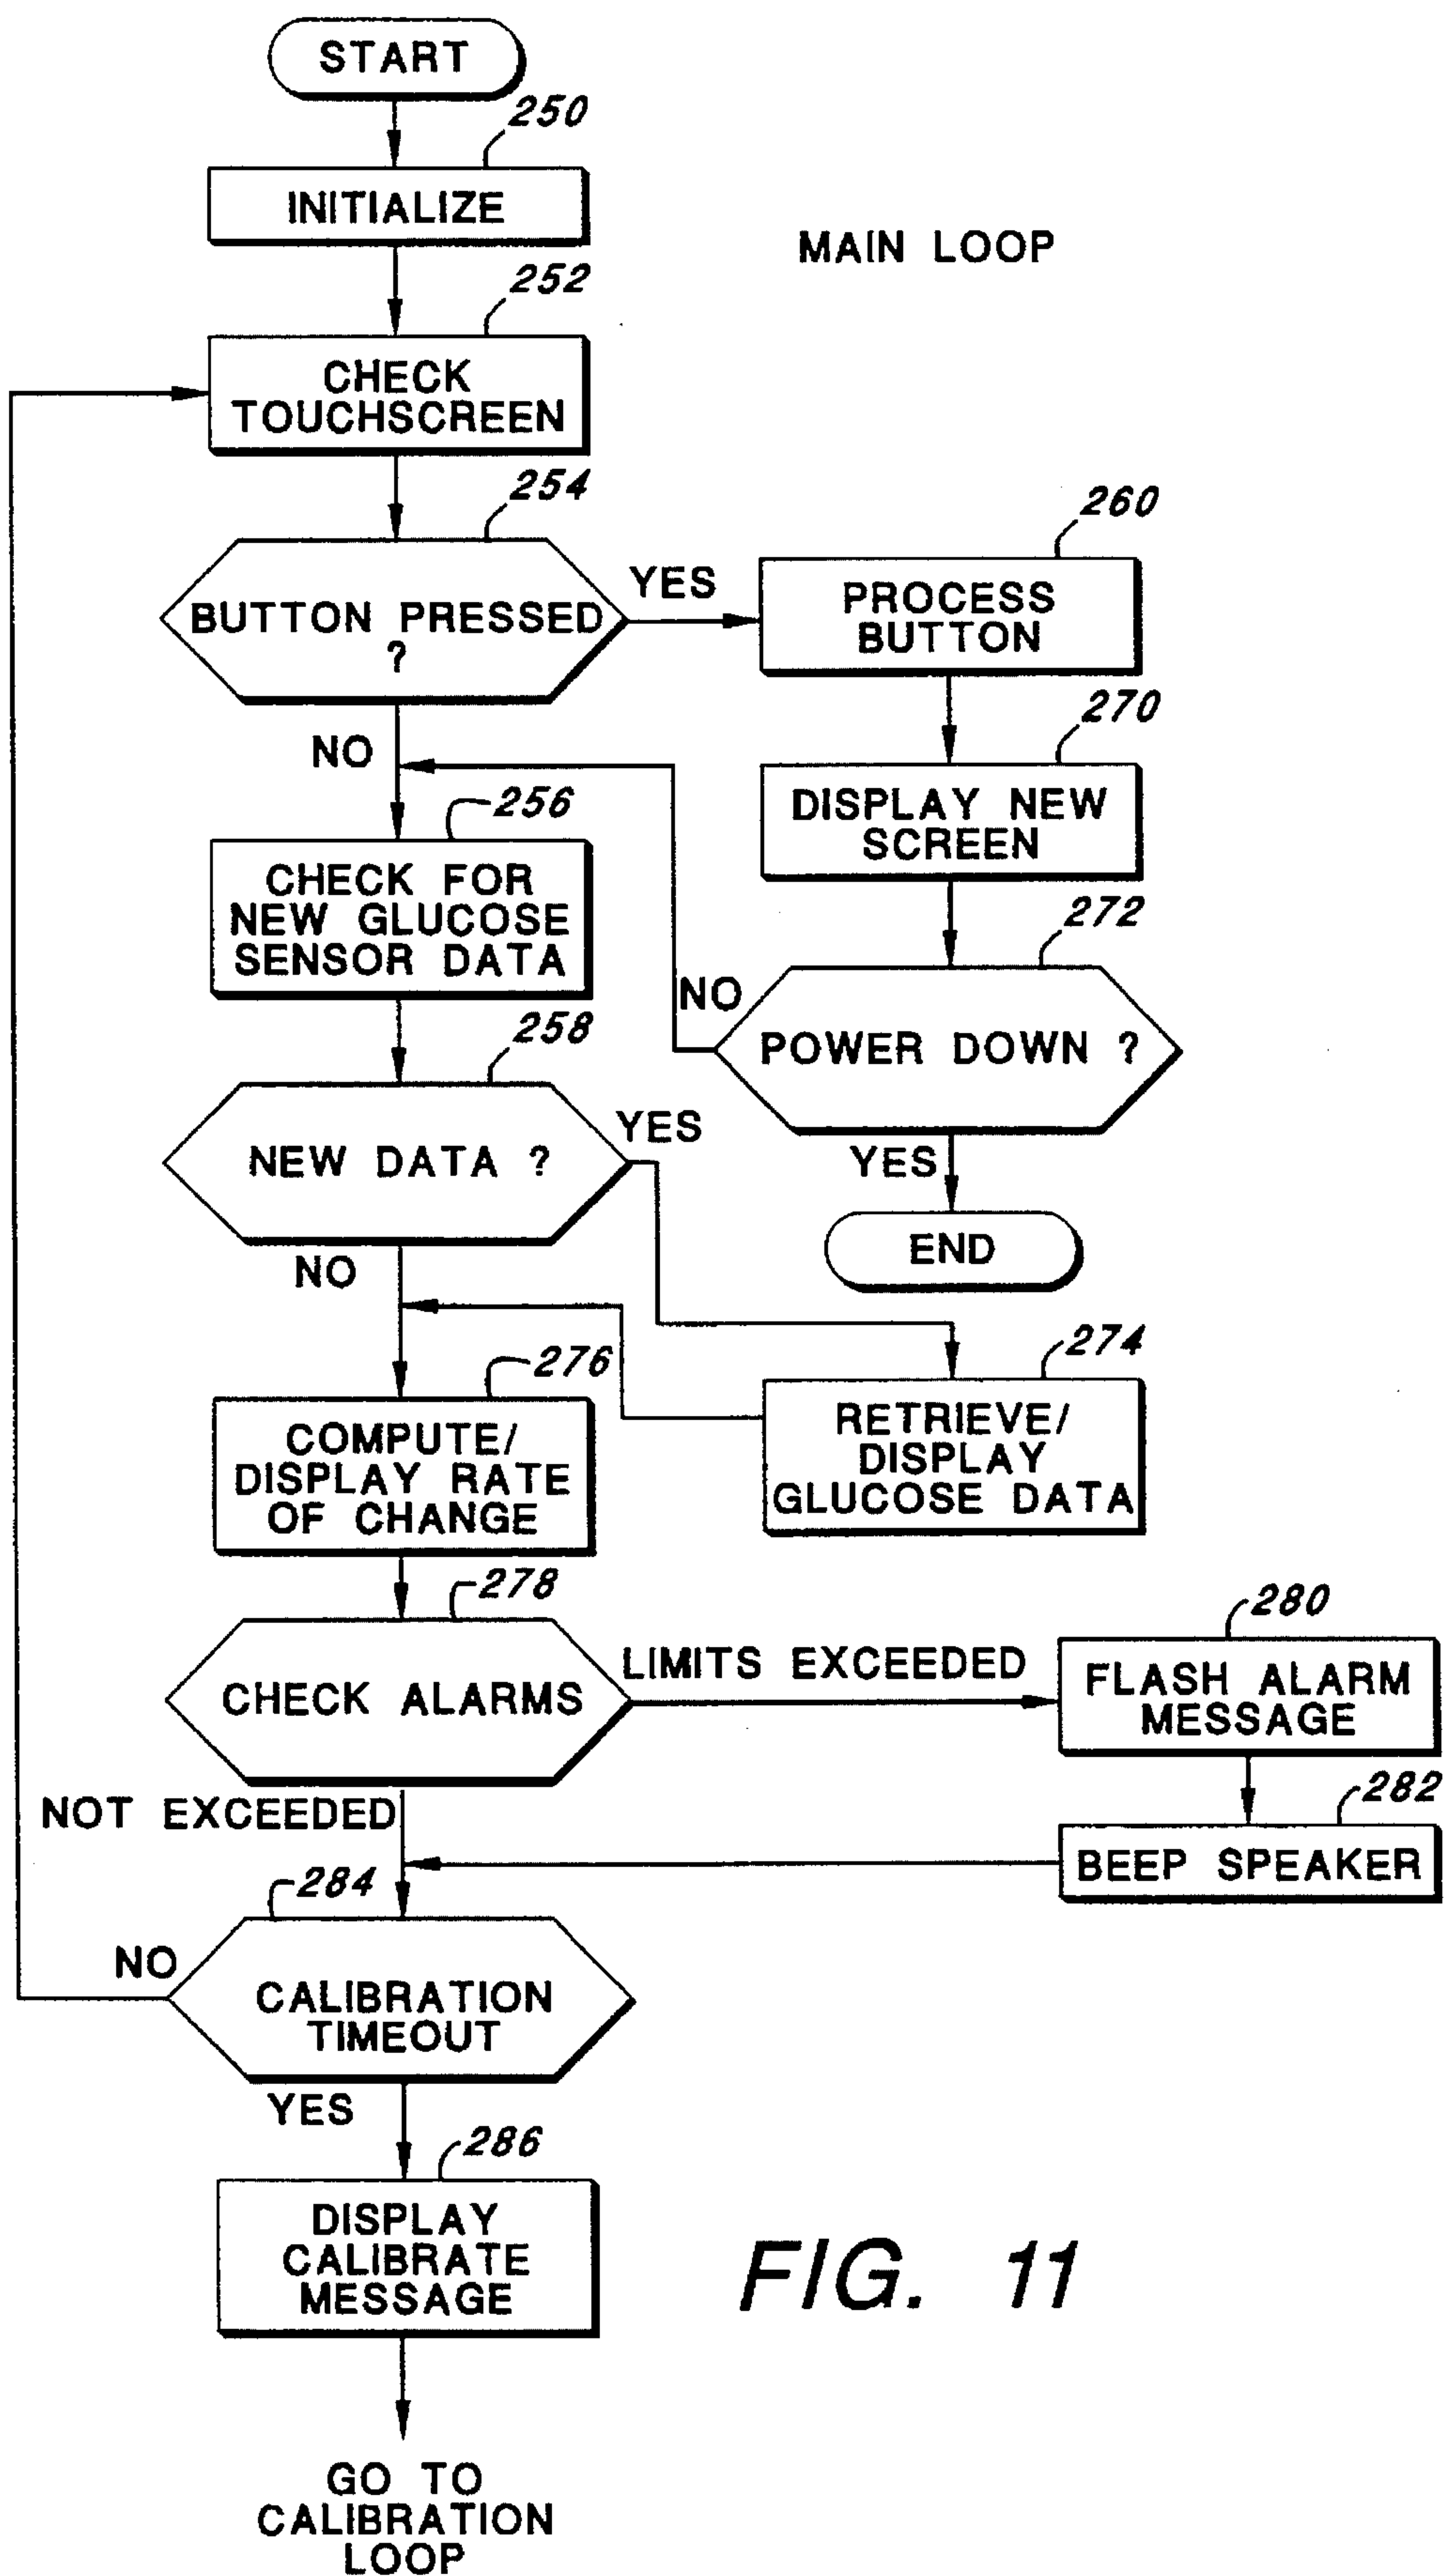 START
250
INITIALIZE
MAIN LOOP
252
CHECK
TOUCHSCREEN
254
BUTTON PRESSED
?
YES
260
PROCESS
BUTTON
NO
270
DISPLAY NEW
SCREEN
256
CHECK FOR
NEW GLUCOSE
SENSOR DATA
272
NO
POWER DOWN ?
258
NEW DATA ?
YES
YES
END
NO
274
RETRIEVE/
DISPLAY
GLUCOSE DATA
276
COMPUTE/
DISPLAY RATE
OF CHANGE
278
CHECK ALARMS
LIMITS EXCEEDED
280
FLASH ALARM
MESSAGE
282
BEEP SPEAKER
NOT EXCEEDED
284
NO
CALIBRATION
TIMEOUT
YES
286
DISPLAY
CALIBRATE
MESSAGE
FIG. 11
GO TO
CALIBRATION
LOOP